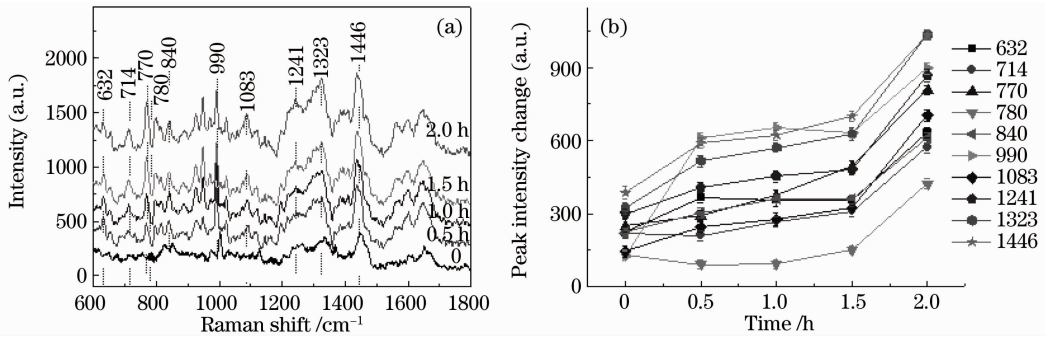 (a)
632
714
770
780
840
990
1083
1241
1323
1446
2000
1500
1000
500
0
Intensity (a.u.)
2.0 h
1.5 h
1.0 h
0.5 h
0
600 800 1000 1200 1400 1600 1800
Raman shift /cm⁻¹
(b)
900
600
300
0
Peak intensity change (a.u.)
0 0.5 1.0 1.5 2.0
Time /h
632
714
770
780
840
990
1083
1241
1323
1446